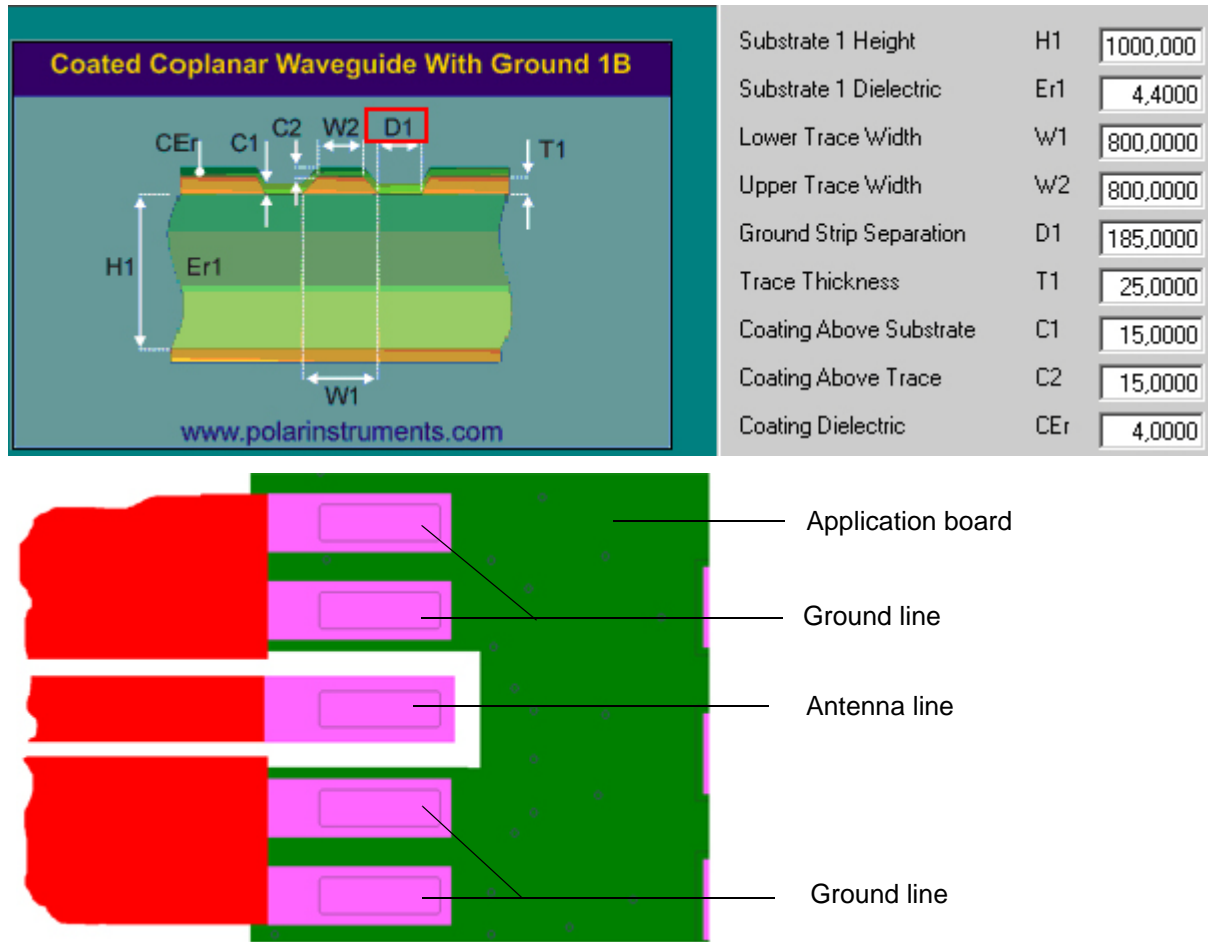 Coated Coplanar Waveguide With Ground 1B
CEr C1 C2 W2 D1 T1
H1 Er1
W1
www.polarinstruments.com
Substrate 1 Height H1 1000,000
Substrate 1 Dielectric Er1 4,4000
Lower Trace Width W1 800,0000
Upper Trace Width W2 800,0000
Ground Strip Separation D1 185,0000
Trace Thickness T1 25,0000
Coating Above Substrate C1 15,0000
Coating Above Trace C2 15,0000
Coating Dielectric CEr 4,0000
Application board
Ground line
Antenna line
Ground line